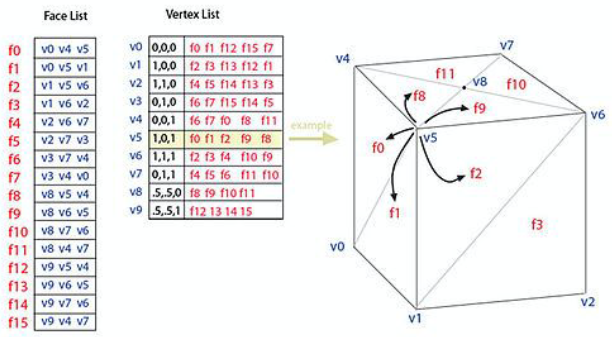 Face List
f0 v0 v4 v5
f1 v0 v5 v1
f2 v1 v5 v6
f3 v1 v6 v2
f4 v2 v6 v7
f5 v2 v7 v3
f6 v3 v7 v4
f7 v3 v4 v0
f8 v8 v5 v4
f9 v8 v6 v5
f10 v8 v7 v6
f11 v8 v4 v7
f12 v9 v5 v4
f13 v9 v6 v5
f14 v9 v7 v6
f15 v9 v4 v7
Vertex List
v0 0,0,0 f0 f1 f12 f15 f7
v1 1,0,0 f2 f3 f13 f12 f1
v2 1,1,0 f4 f5 f14 f13 f3
v3 0,1,0 f6 f7 f15 f14 f5
v4 0,0,1 f6 f7 f0 f8 f11
v5 1,0,1 f0 f1 f2 f9 f8
v6 1,1,1 f2 f3 f4 f10 f9
v7 0,1,1 f4 f5 f6 f11 f10
v8 .5,.5,0 f8 f9 f10 f11
v9 .5,.5,1 f12 13 14 15
example
v7
v4
f11
v8
f10
f8
f9
v6
v5
f0
f2
f1
f3
v0
v2
v1